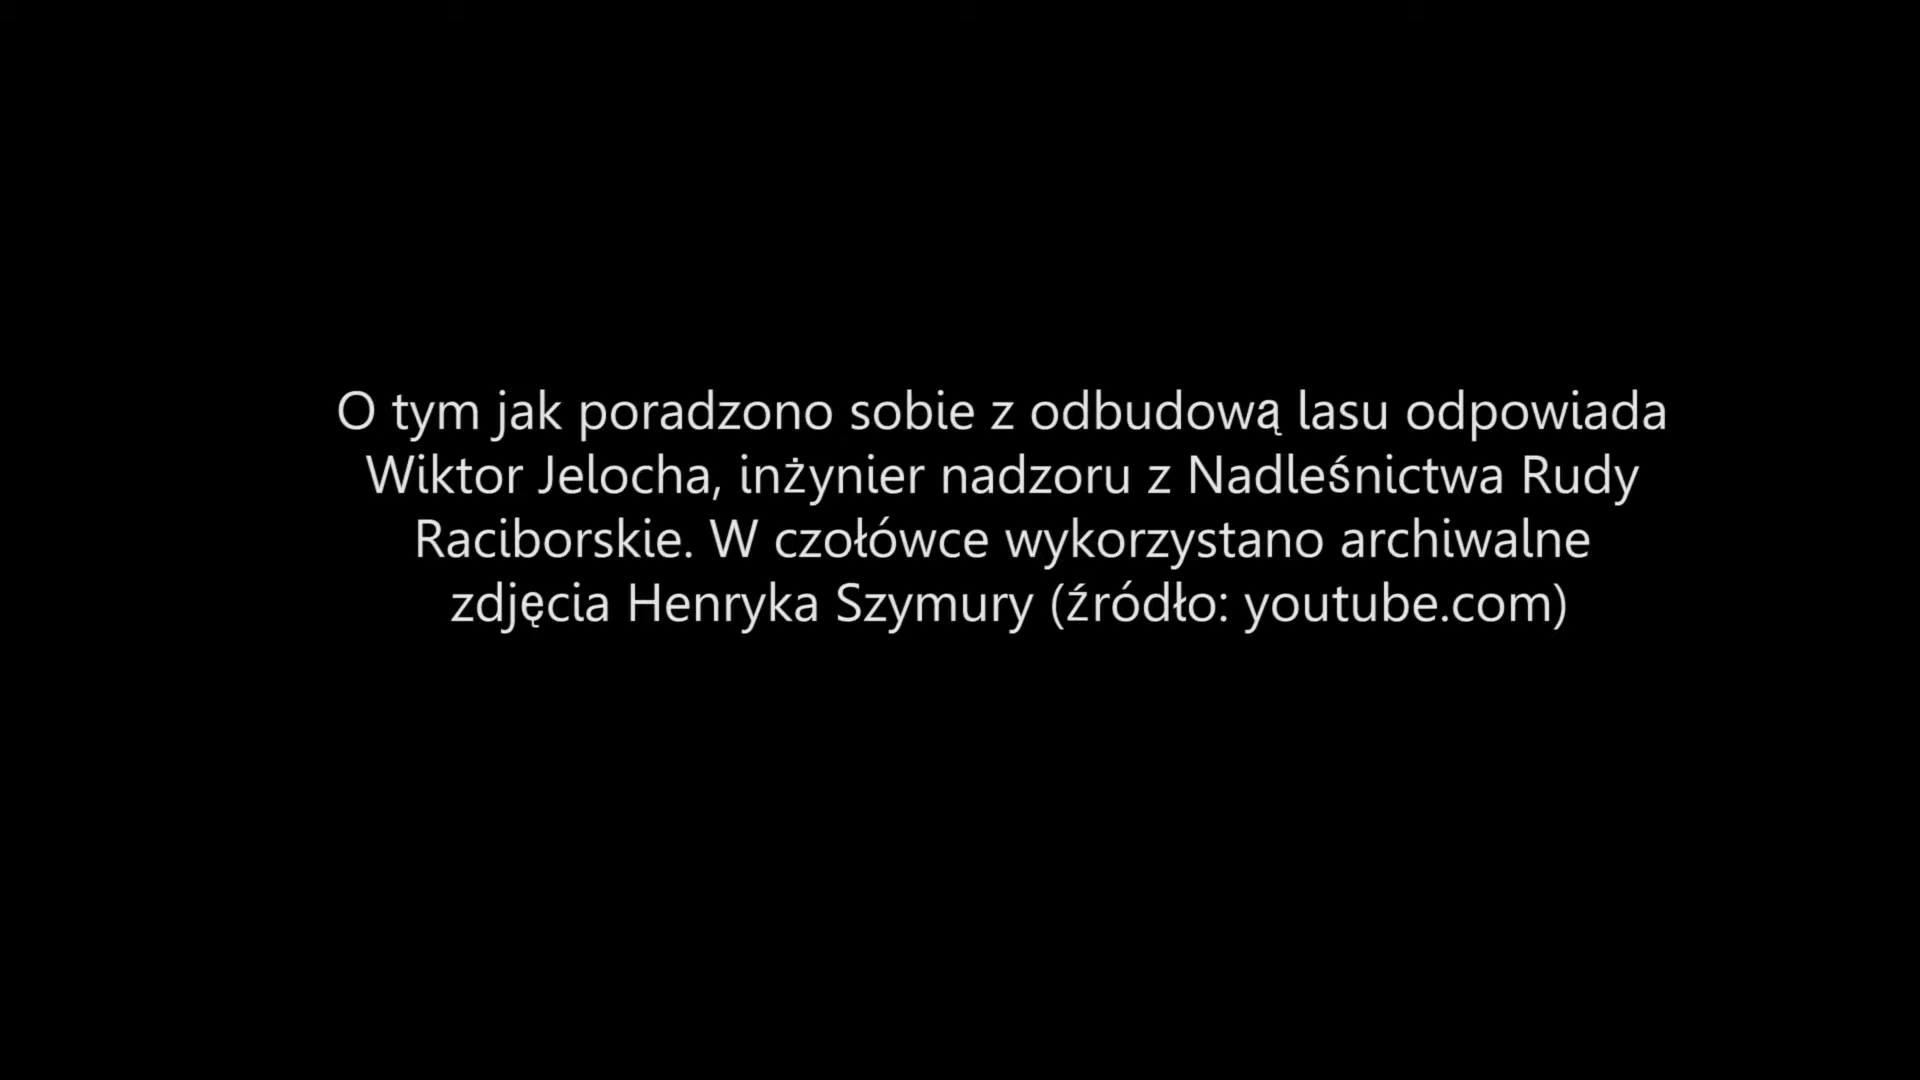 O tym jak poradzono sobie z odbudową lasu odpowiada
Wiktor Jelocha, inżynier nadzoru z Nadleśnictwa Rudy
Raciborskie. W czołówce wykorzystano archiwalne
zdjęcia Henryka Szymury (źródło: youtube.com)